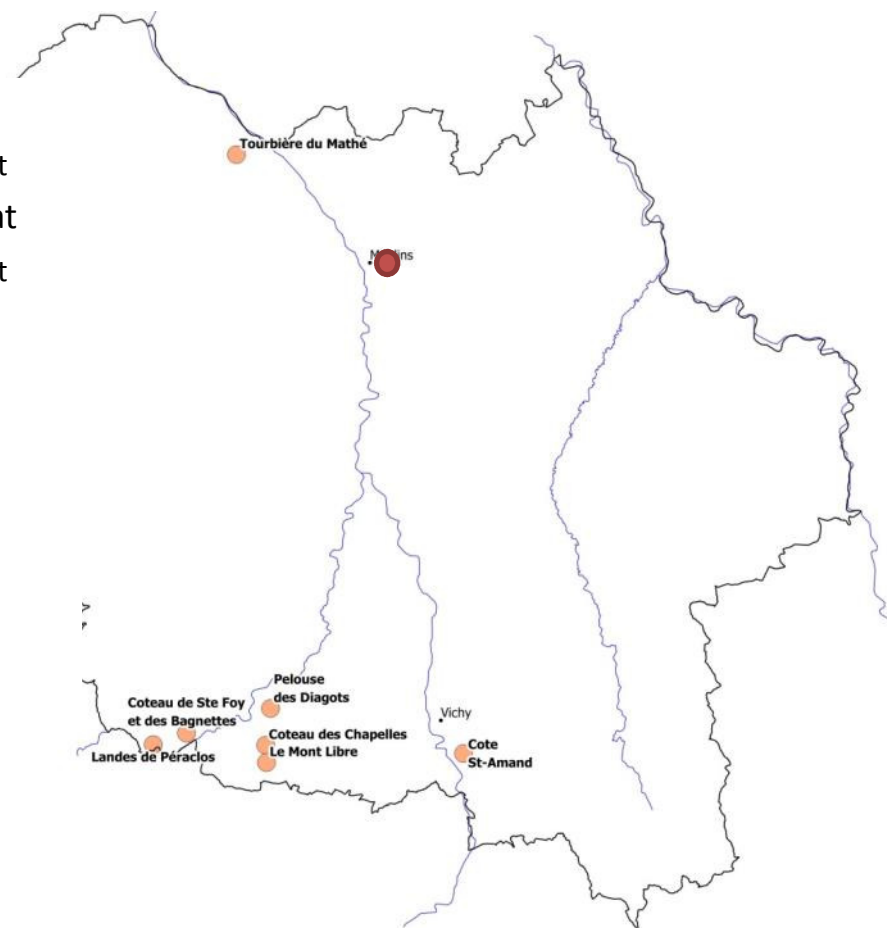 Tourbière du Mathé
t
nt
t
Pelouse
des Diagots
Coteau de Ste Foy
et des Bagnettes
Vichy
Coteau des Chapelles
Le Mont Libre
Landes de Péraclos
Cote
St-Amand